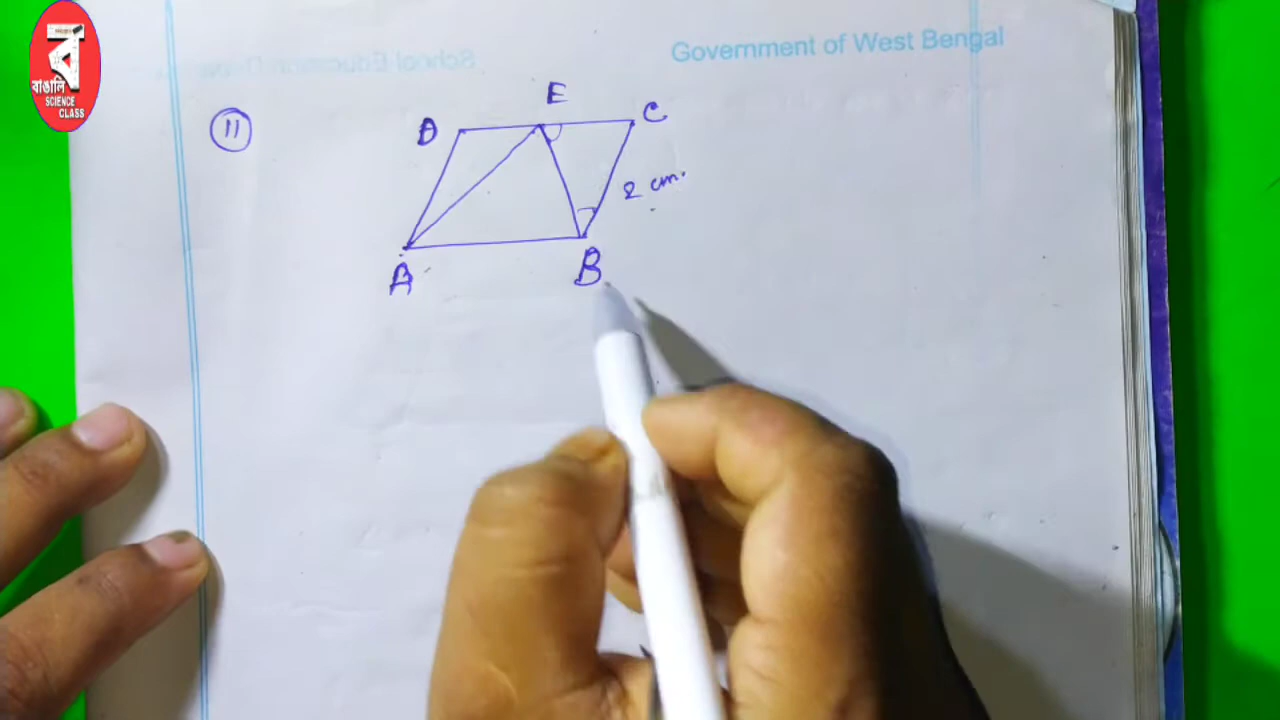 ব
বাঙালি
SCIENCE
CLASS
Government of West Bengal
11
E
D
C
2 cm.
A
B